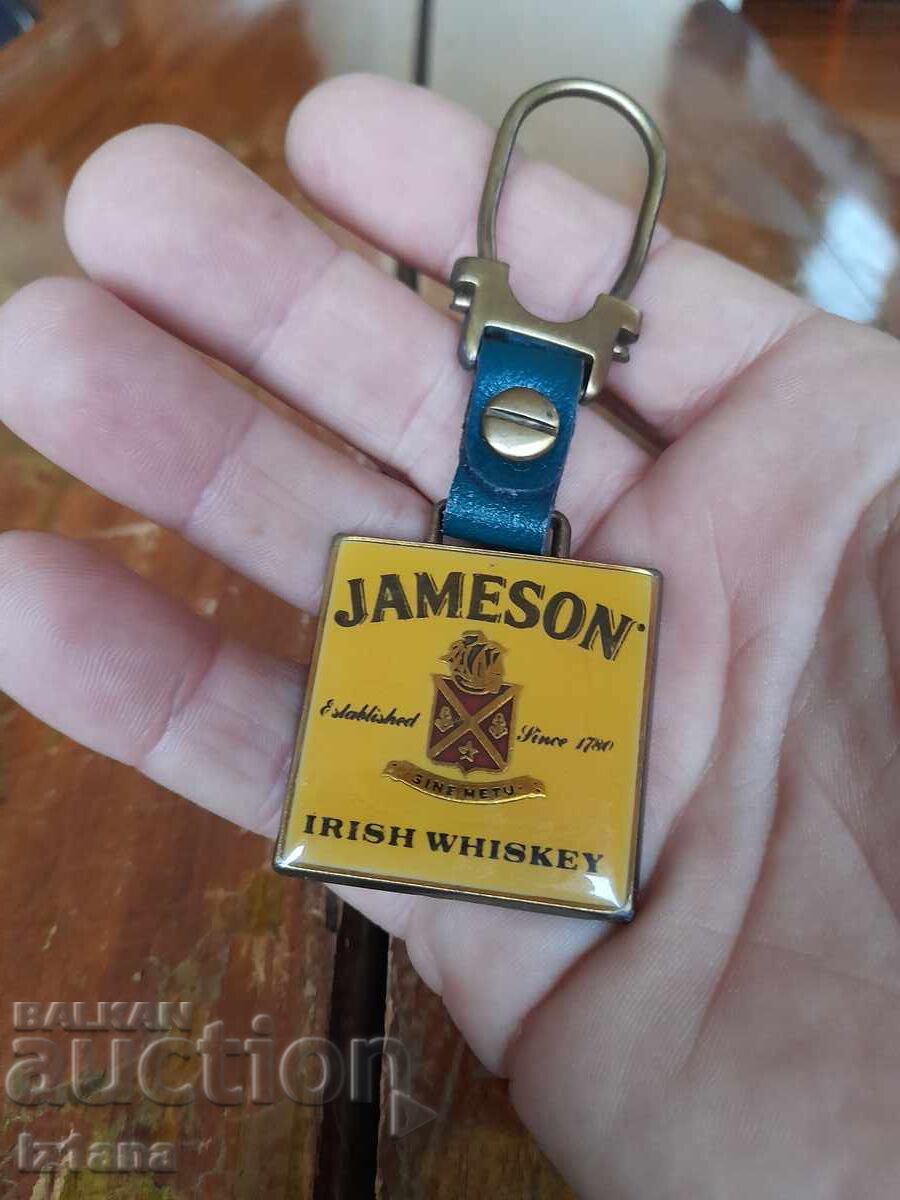 JAMESON
Established Since 1780
SINE METU
IRISH WHISKEY
BALKAN
auction
Iztana